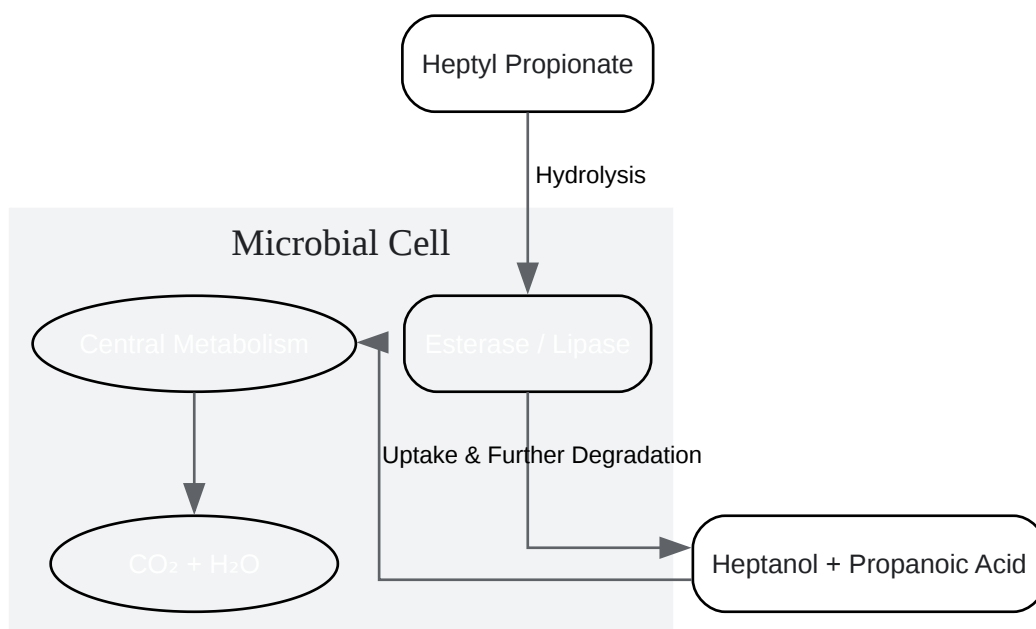 Heptyl Propionate
Hydrolysis
Microbial Cell
Central Metabolism
Esterase / Lipase
Uptake & Further Degradation
CO₂ + H₂O
Heptanol + Propanoic Acid